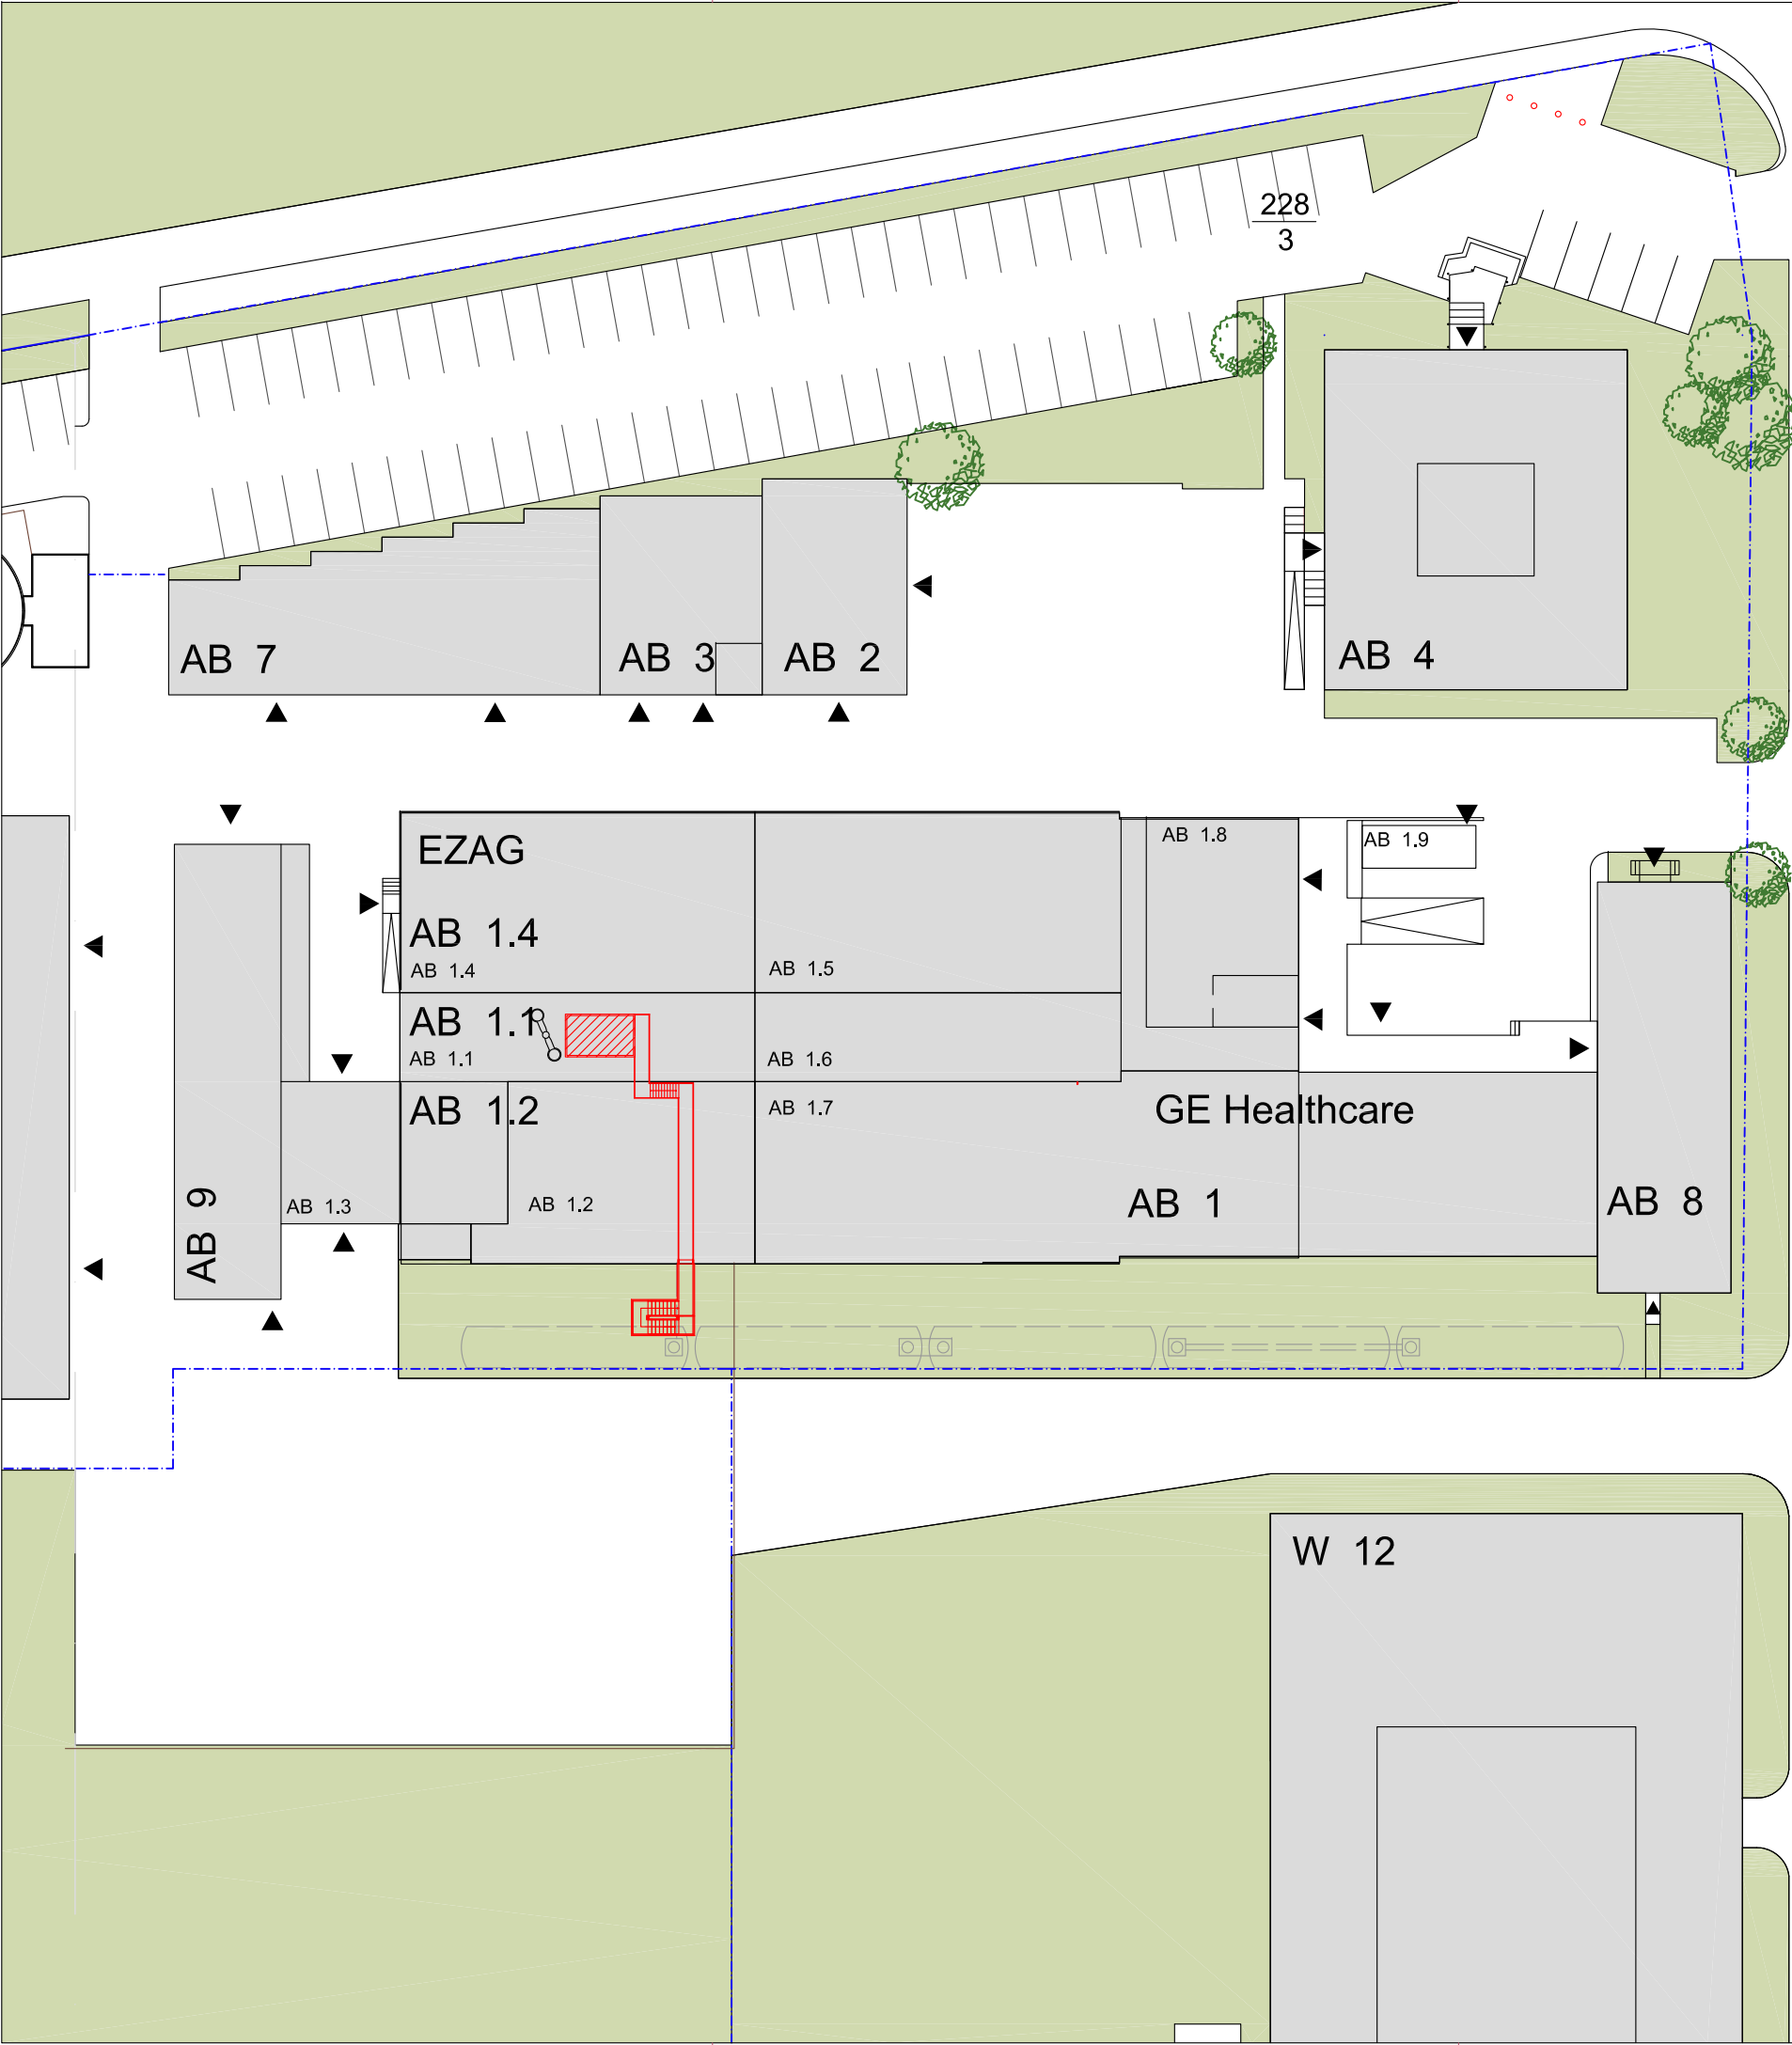 228
3
AB 7
AB 3
AB 2
AB 4
EZAG
AB 1.8
AB 1.9
AB 1.4
AB 1.4
AB 1.5
AB 1.1
AB 1.1
AB 1.6
AB 1.2
AB 1.7
GE Healthcare
AB 9
AB 1.3
AB 1.2
AB 1
AB 8
W 12